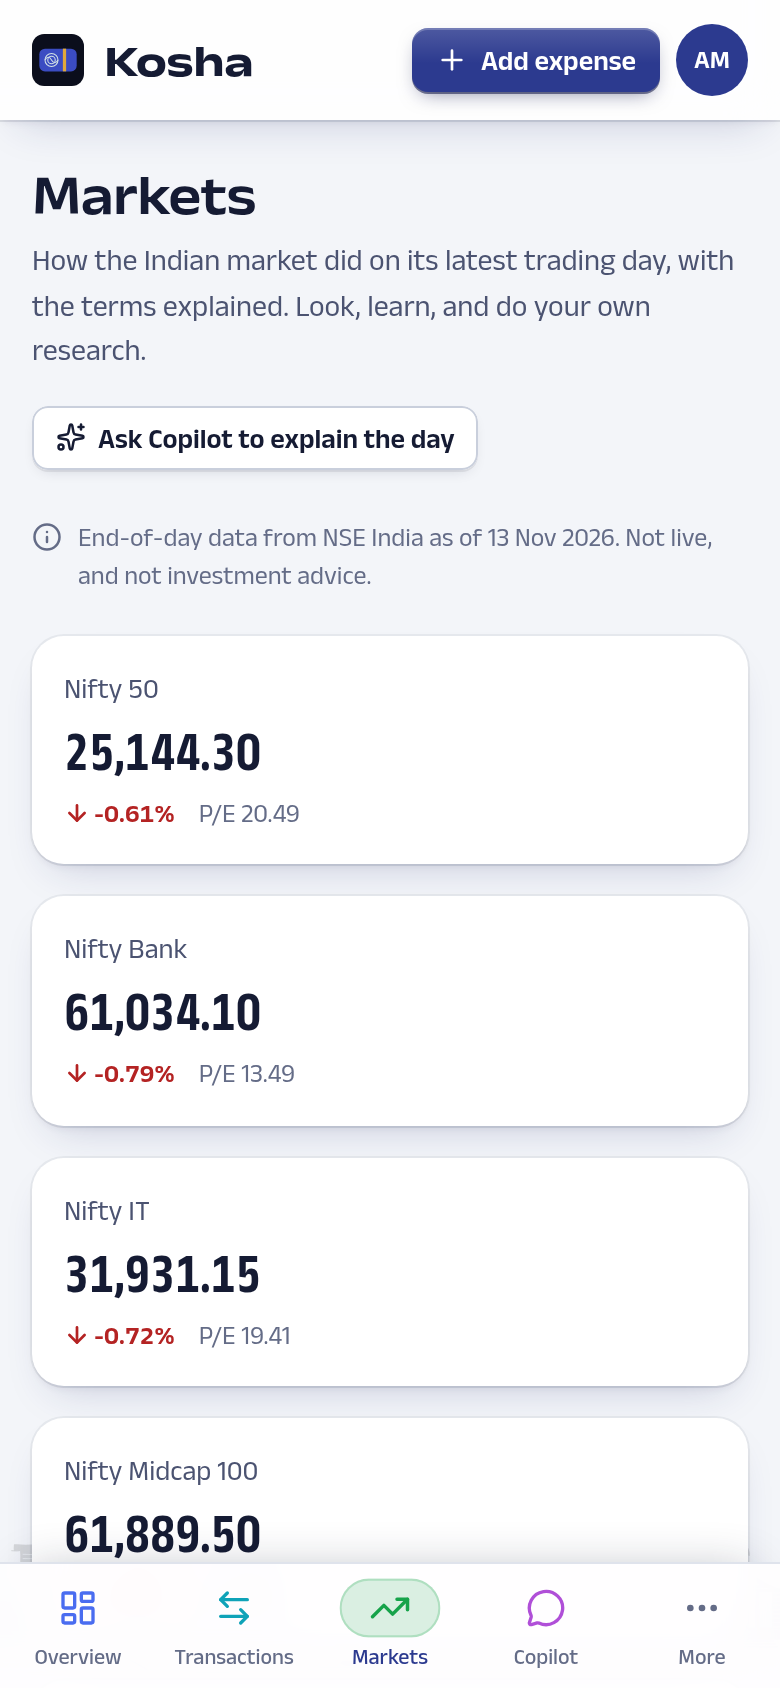 Kosha
Add expense
AM
Markets
How the Indian market did on its latest trading day, with
the terms explained. Look, learn, and do your own
research.
Ask Copilot to explain the day
End-of-day data from NSE India as of 13 Nov 2026. Not live,
and not investment advice.
Nifty 50
25,144.30
-0.61% P/E 20.49
Nifty Bank
61,034.10
-0.79% P/E 13.49
Nifty IT
31,931.15
-0.72% P/E 19.41
Nifty Midcap 100
61,889.50
Overview
Transactions
Markets
Copilot
More